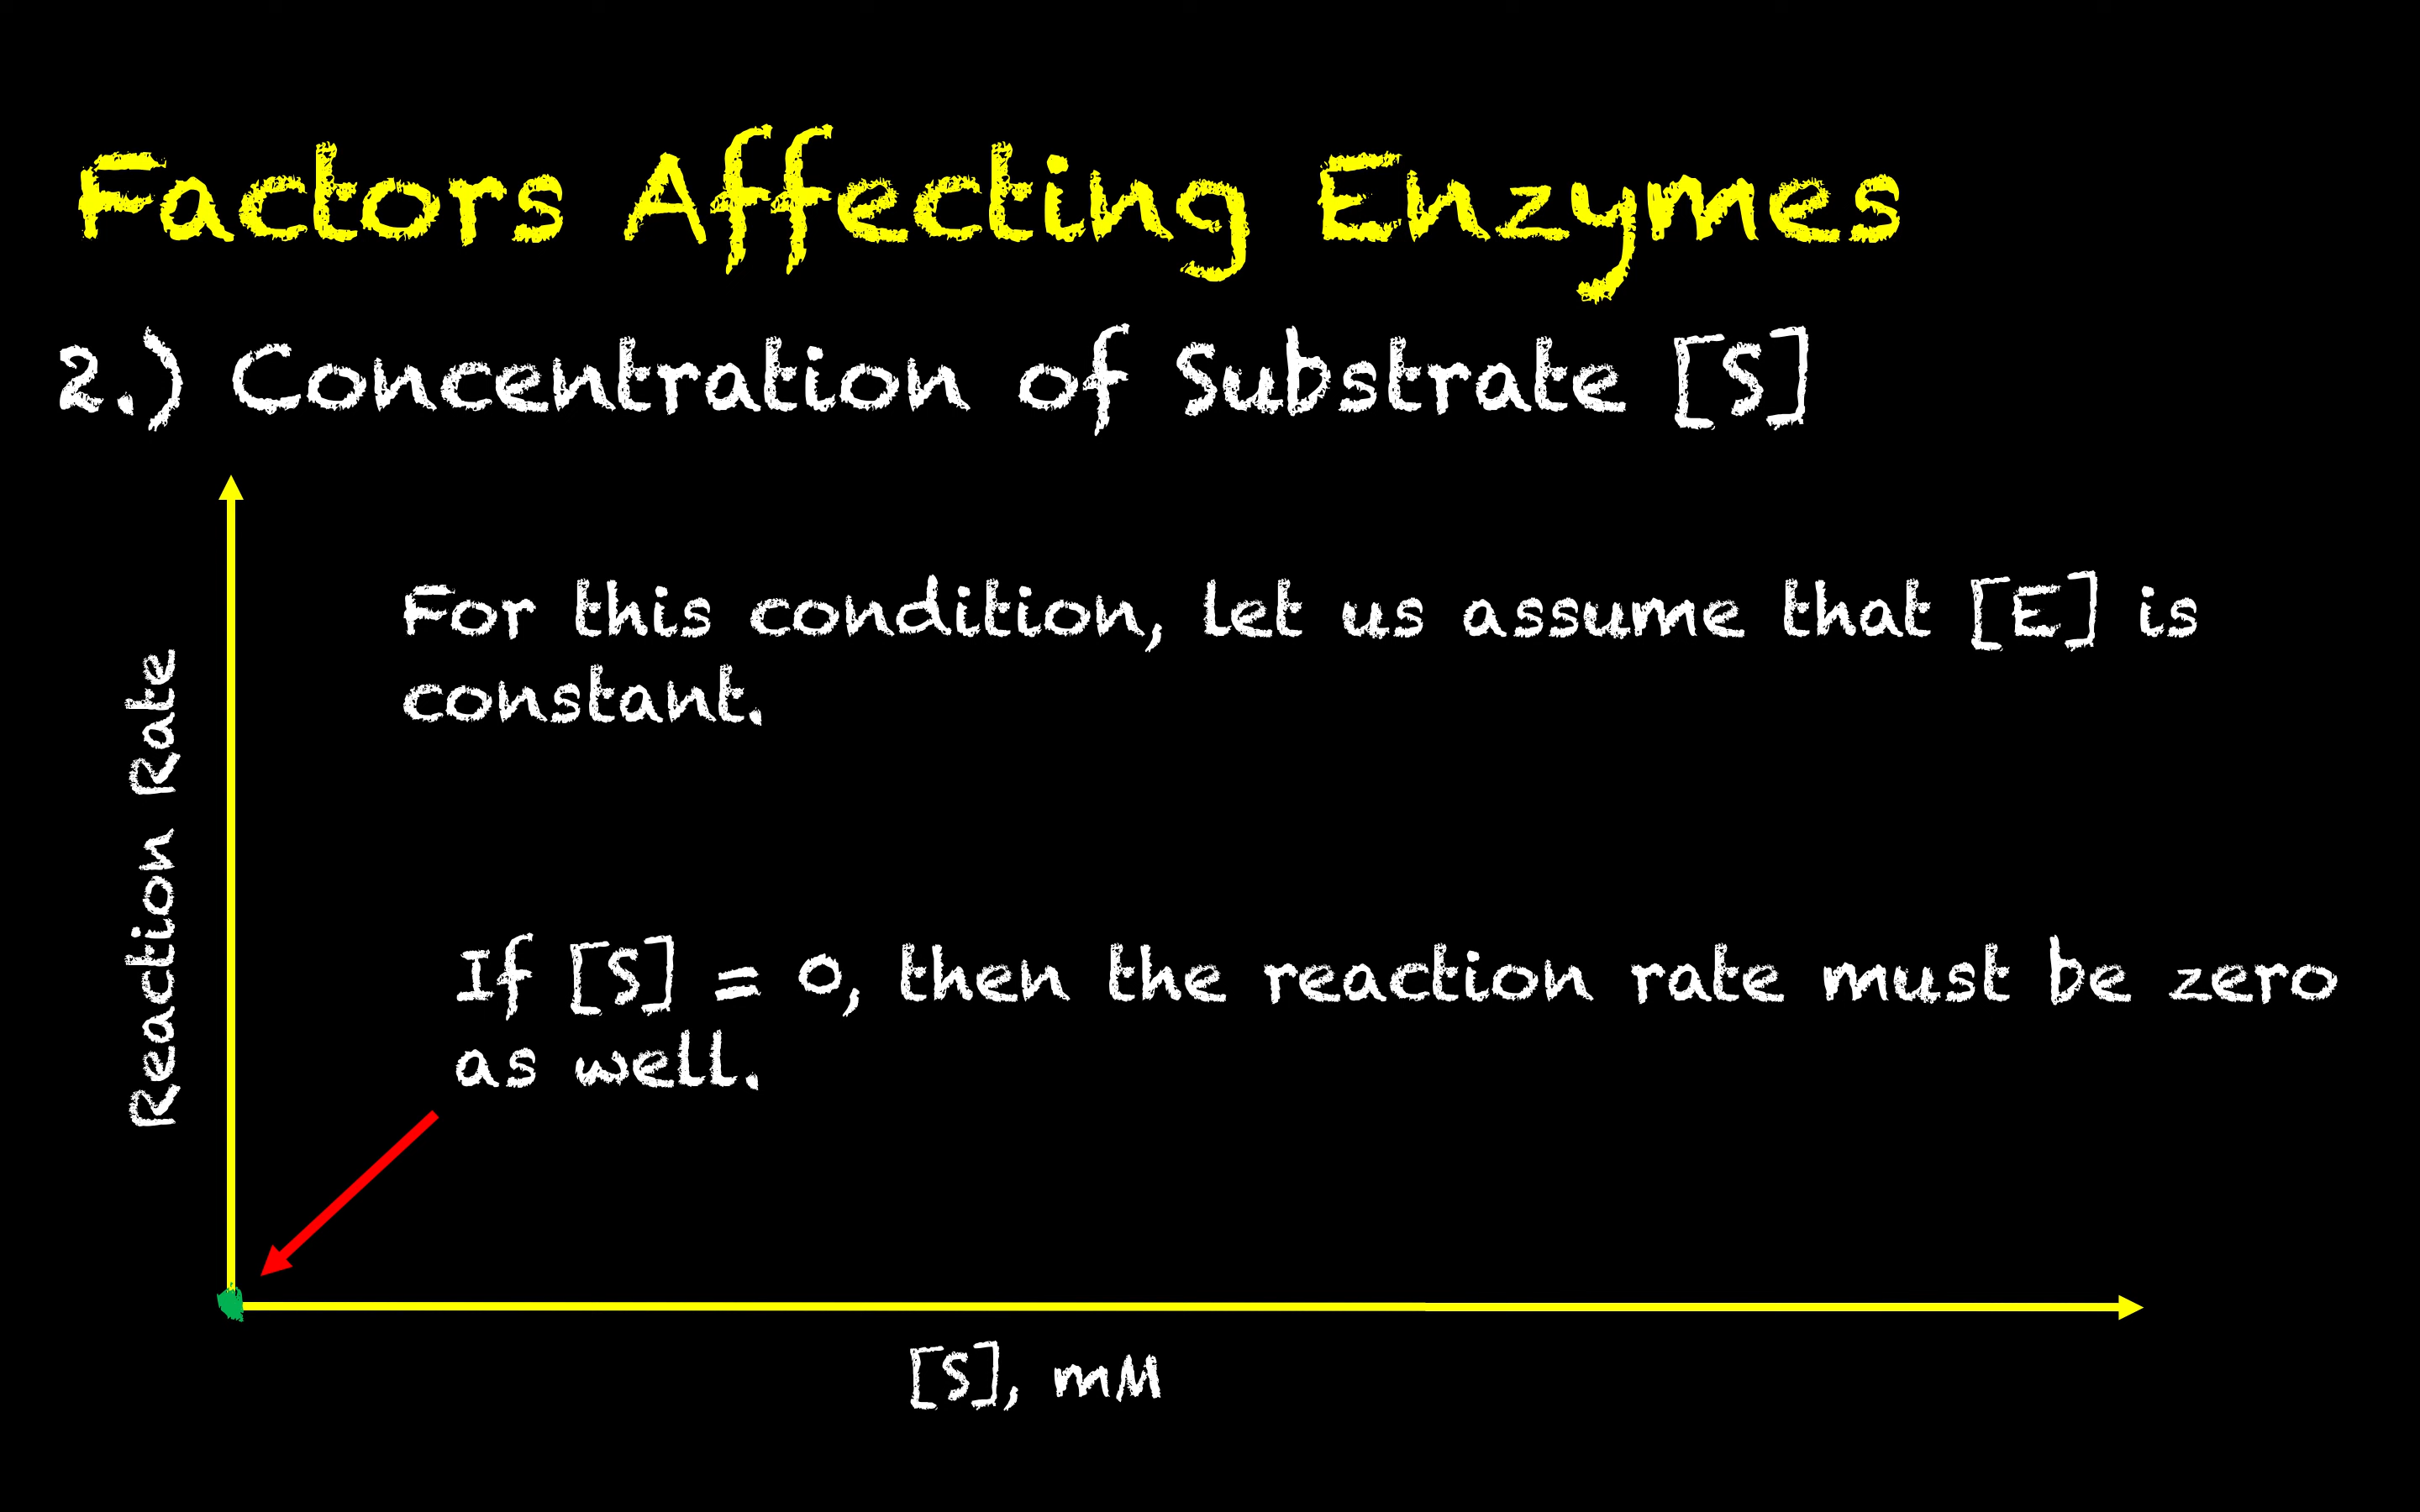 Factors Affecting Enzymes
2.) Concentration of Substrate [S]
For this condition, let us assume that [E] is
constant.
Reaction Rate
If [S] = 0, then the reaction rate must be zero
as well.
[S], mM